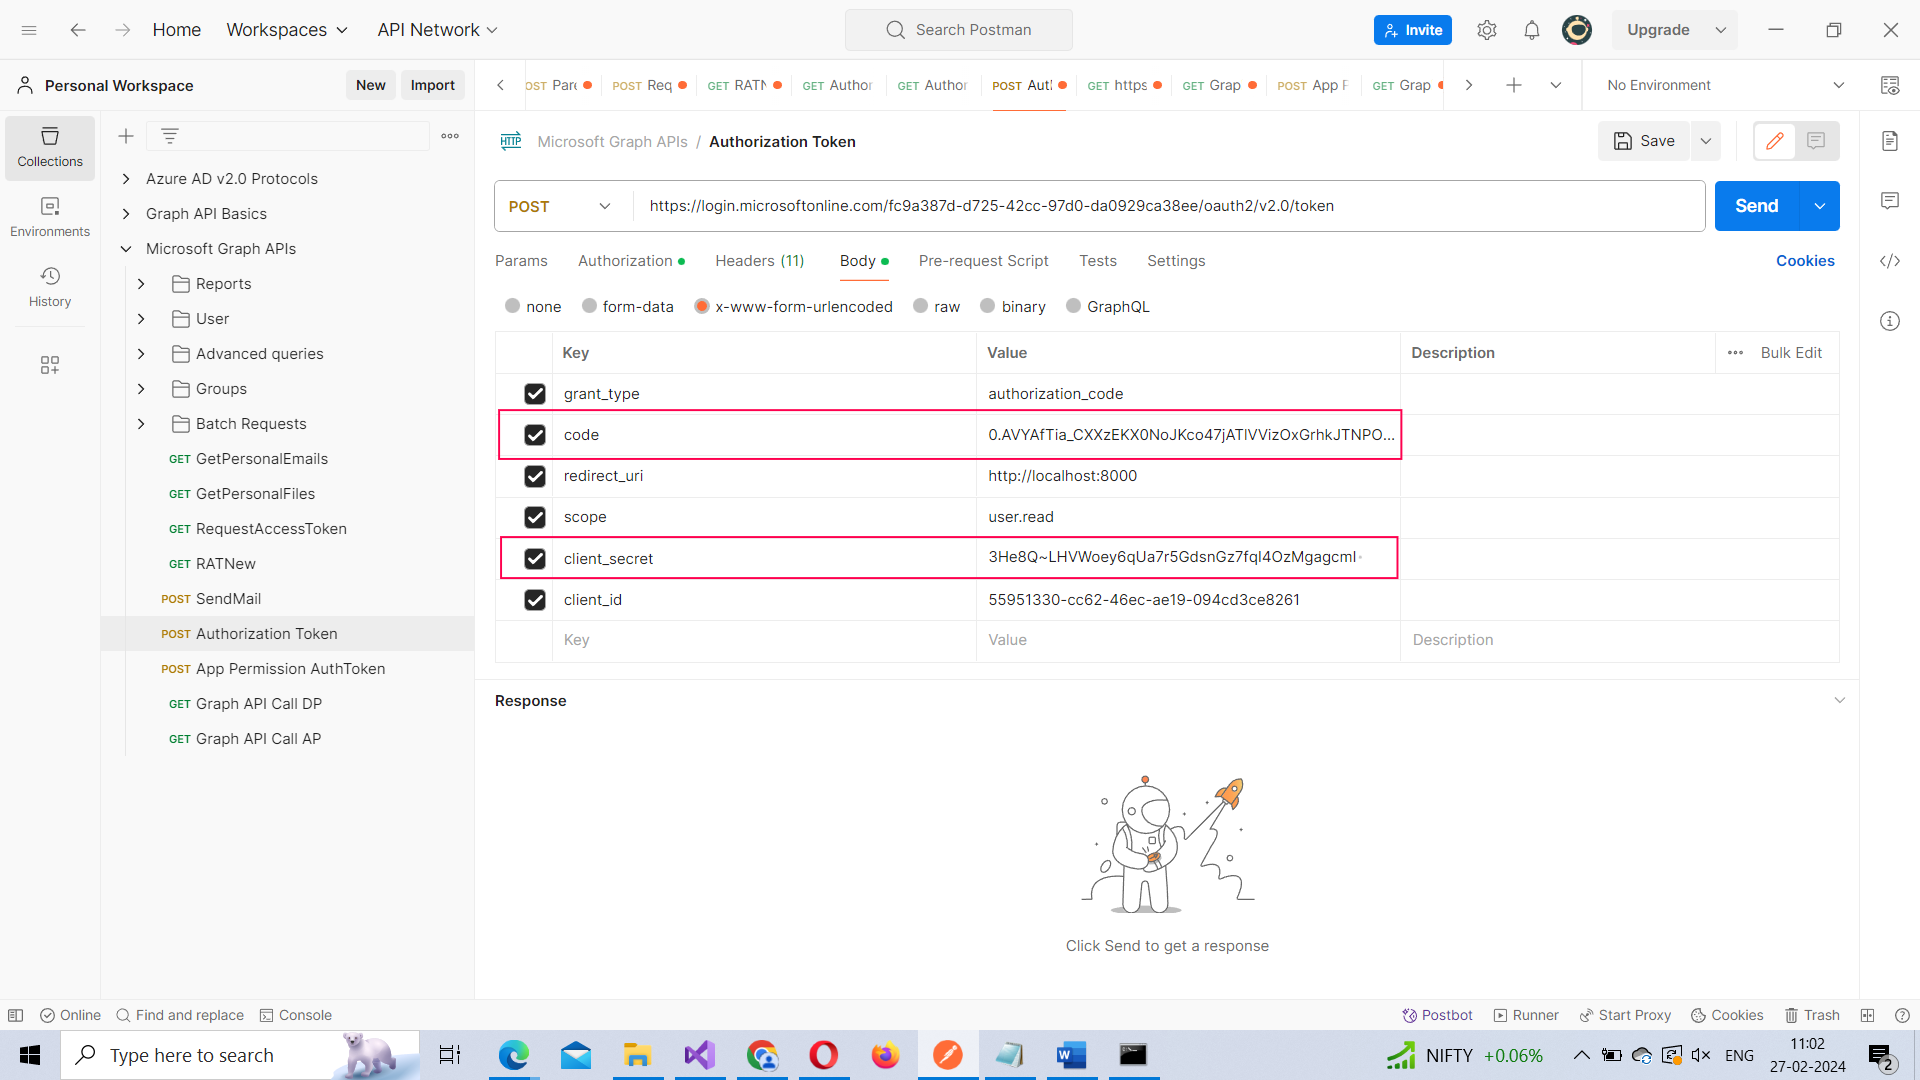 Home Workspaces API Network Search Postman Invite Upgrade
Personal Workspace New Import
POST Req GET RATN GET Author GET Author POST Aut GET https GET Grap POST App P GET Grap No Environment
Collections
Environments
History
Azure AD v2.0 Protocols
Graph API Basics
Microsoft Graph APIs
Reports
User
Advanced queries
Groups
Batch Requests
GET GetPersonalEmails
GET GetPersonalFiles
GET RequestAccessToken
GET RATNew
POST SendMail
POST Authorization Token
POST App Permission AuthToken
GET Graph API Call DP
GET Graph API Call AP
HTTP Microsoft Graph APIs / Authorization Token Save
POST https://login.microsoftonline.com/fc9a387d-d725-42cc-97d0-da0929ca38ee/oauth2/v2.0/token Send
Params Authorization Headers (11) Body Pre-request Script Tests Settings Cookies
none form-data x-www-form-urlencoded raw binary GraphQL
Key Value Description Bulk Edit
grant_type authorization_code
code
redirect_uri http://localhost:8000
scope user.read
client_secret
client_id 55951330-cc62-46ec-ae19-094cd3ce8261
Key Value Description
Response
Click Send to get a response
Online Find and replace Console Postbot Runner Start Proxy Cookies Trash
Type here to search NIFTY +0.06% ENG 11:02
27-02-2024 2